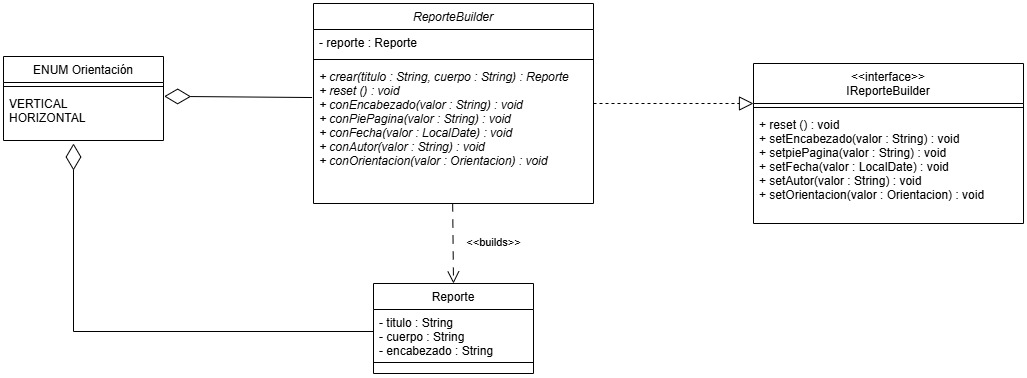 ReporteBuilder
- reporte : Reporte
+ crear(titulo : String, cuerpo : String) : Reporte
+ reset () : void
+ conEncabezado(valor : String) : void
+ conPiePagina(valor : String) : void
+ conFecha(valor : LocalDate) : void
+ conAutor(valor : String) : void
+ conOrientacion(valor : Orientacion) : void
ENUM Orientación
VERTICAL
HORIZONTAL
<<interface>>
IReporteBuilder
+ reset () : void
+ setEncabezado(valor : String) : void
+ setpiePagina(valor : String) : void
+ setFecha(valor : LocalDate) : void
+ setAutor(valor : String) : void
+ setOrientacion(valor : Orientacion) : void
<<builds>>
Reporte
- titulo : String
- cuerpo : String
- encabezado : String